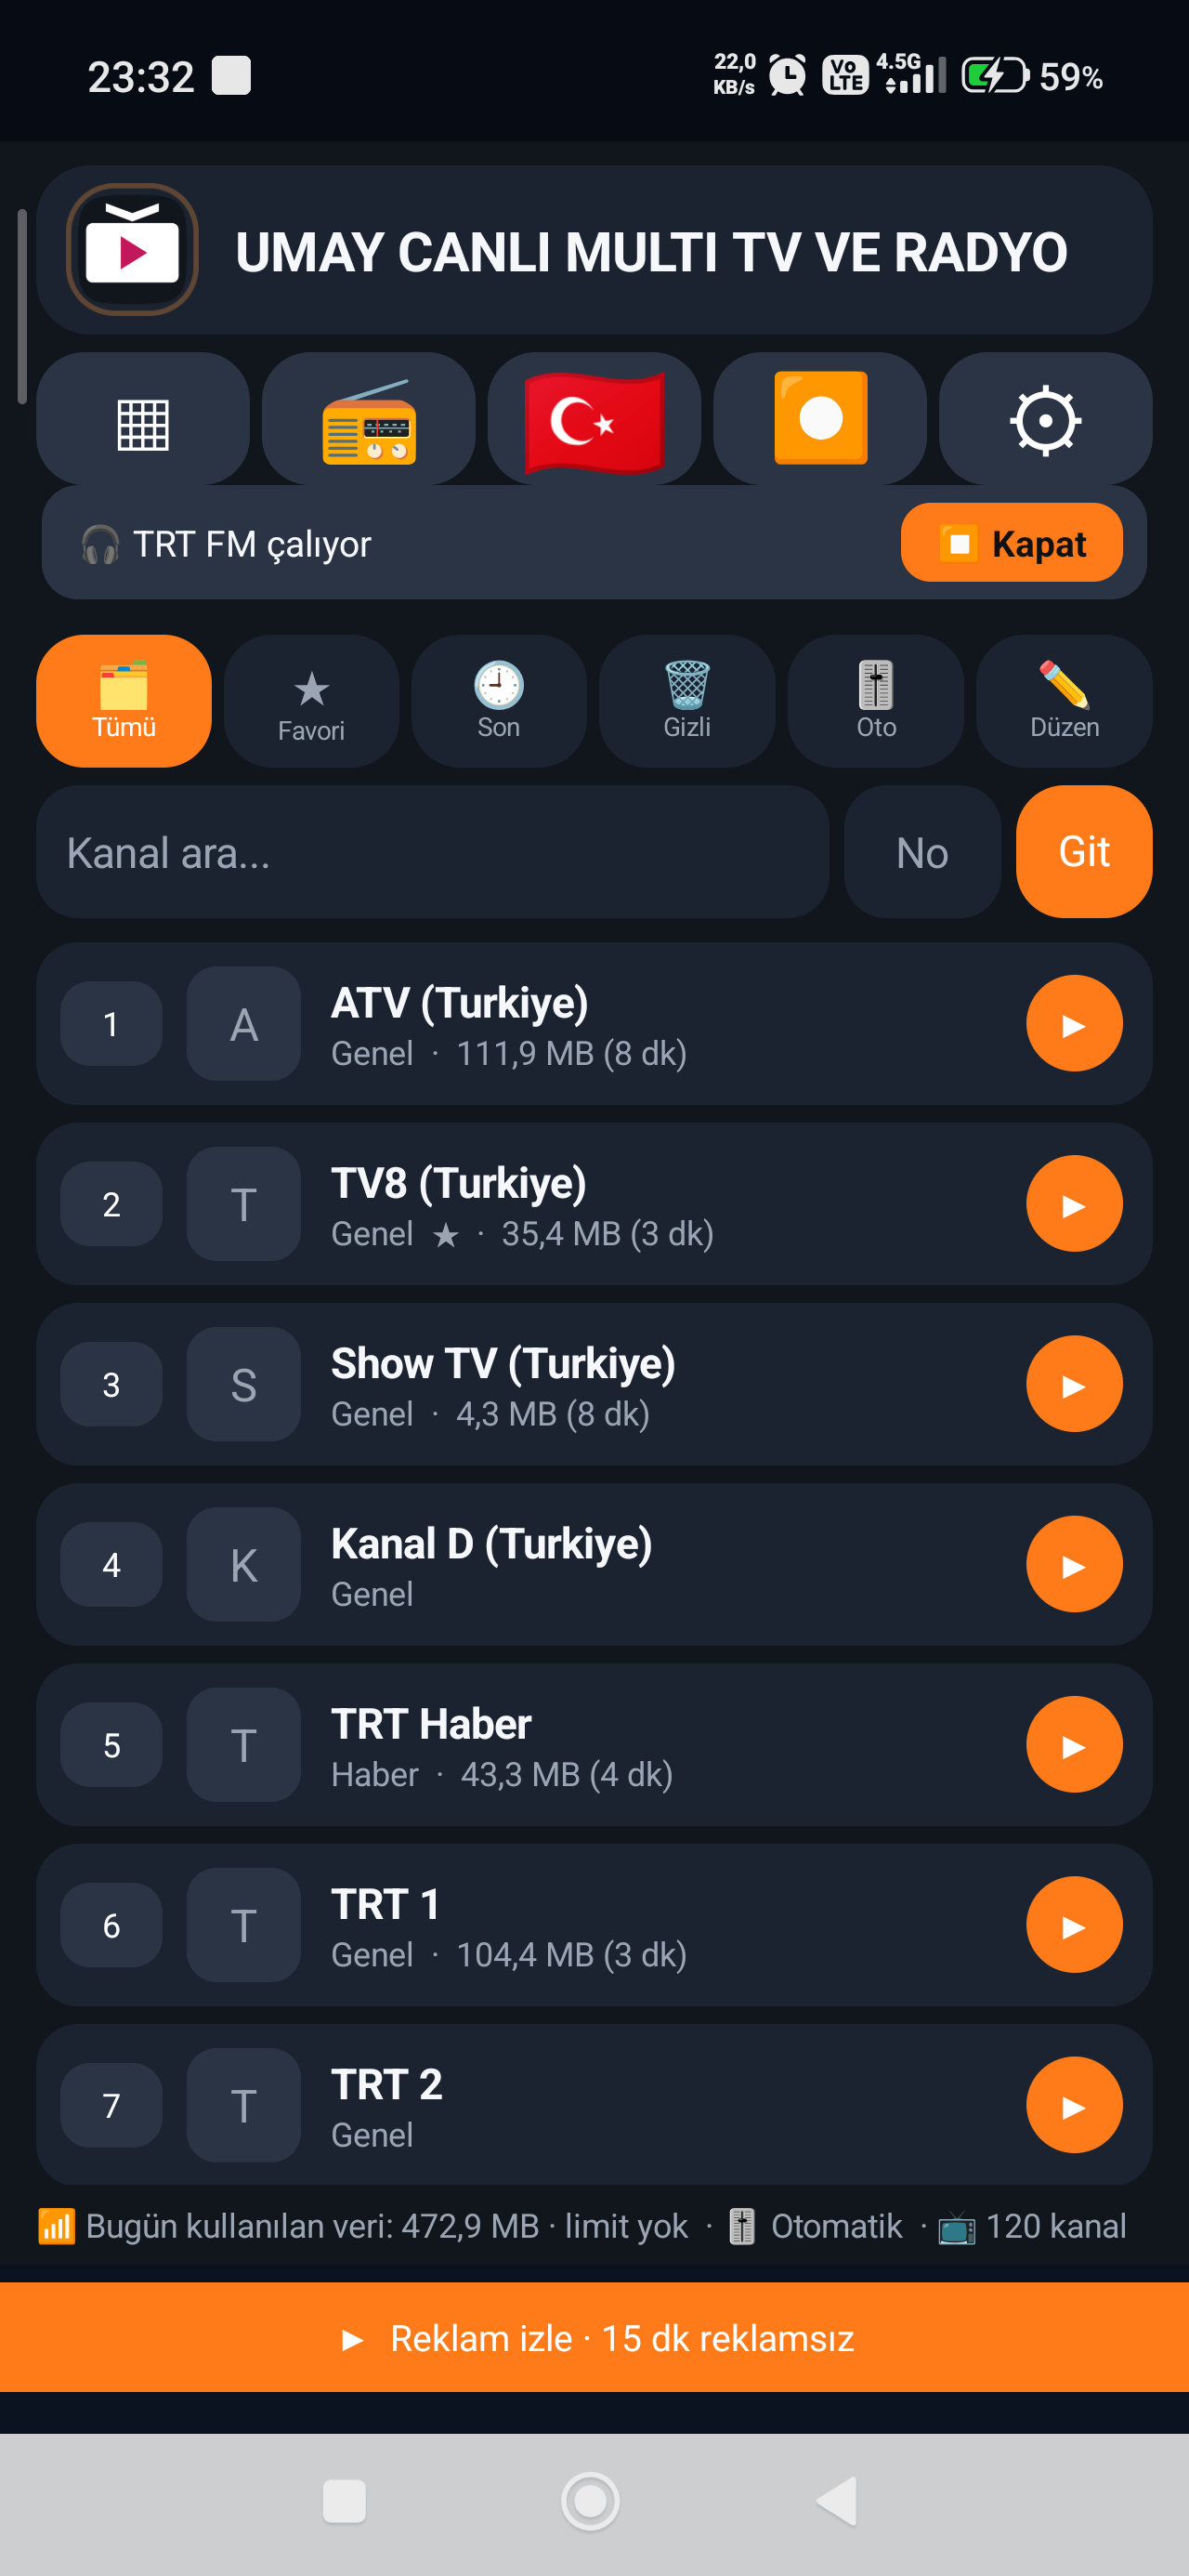 23:32
22,0 KB/s
Vo LTE
4.5G
59%
UMAY CANLI MULTI TV VE RADYO
🎧 TRT FM çalıyor
⏹️ Kapat
Tümü
Favori
Son
Gizli
Oto
Düzen
Kanal ara...
No
Git
1
A
ATV (Turkiye)
Genel · 111,9 MB (8 dk)
2
T
TV8 (Turkiye)
Genel ★ · 35,4 MB (3 dk)
3
S
Show TV (Turkiye)
Genel · 4,3 MB (8 dk)
4
K
Kanal D (Turkiye)
Genel
5
T
TRT Haber
Haber · 43,3 MB (4 dk)
6
T
TRT 1
Genel · 104,4 MB (3 dk)
7
T
TRT 2
Genel
📶 Bugün kullanılan veri: 472,9 MB · limit yok · 🎚️ Otomatik · 📺 120 kanal
► Reklam izle · 15 dk reklamsız